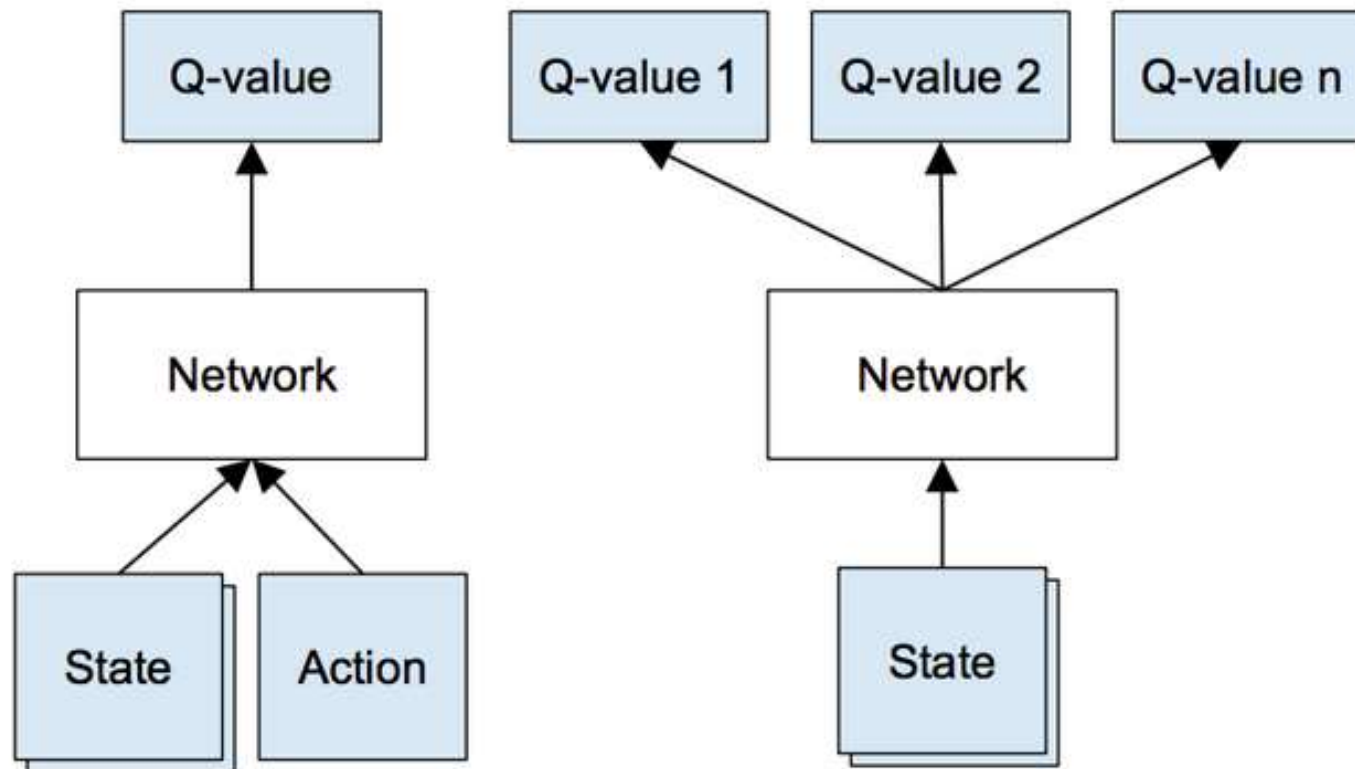 Q-value
Q-value 1
Q-value 2
Q-value n
Network
Network
State
Action
State